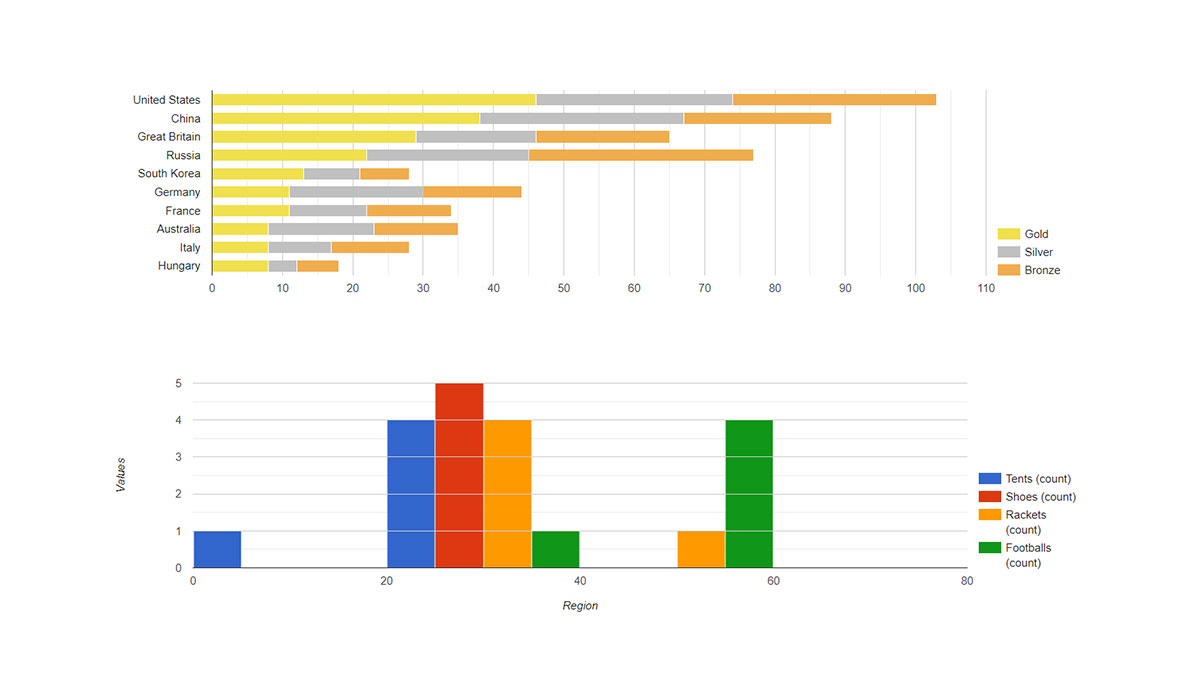 United States
China
Great Britain
Russia
South Korea
Germany
France
Australia
Italy
Hungary
0 10 20 30 40 50 60 70 80 90 100 110
Gold
Silver
Bronze
5
4
3
2
1
0
Values
0 20 40 60 80
Region
Tents (count)
Shoes (count)
Rackets
(count)
Footballs
(count)